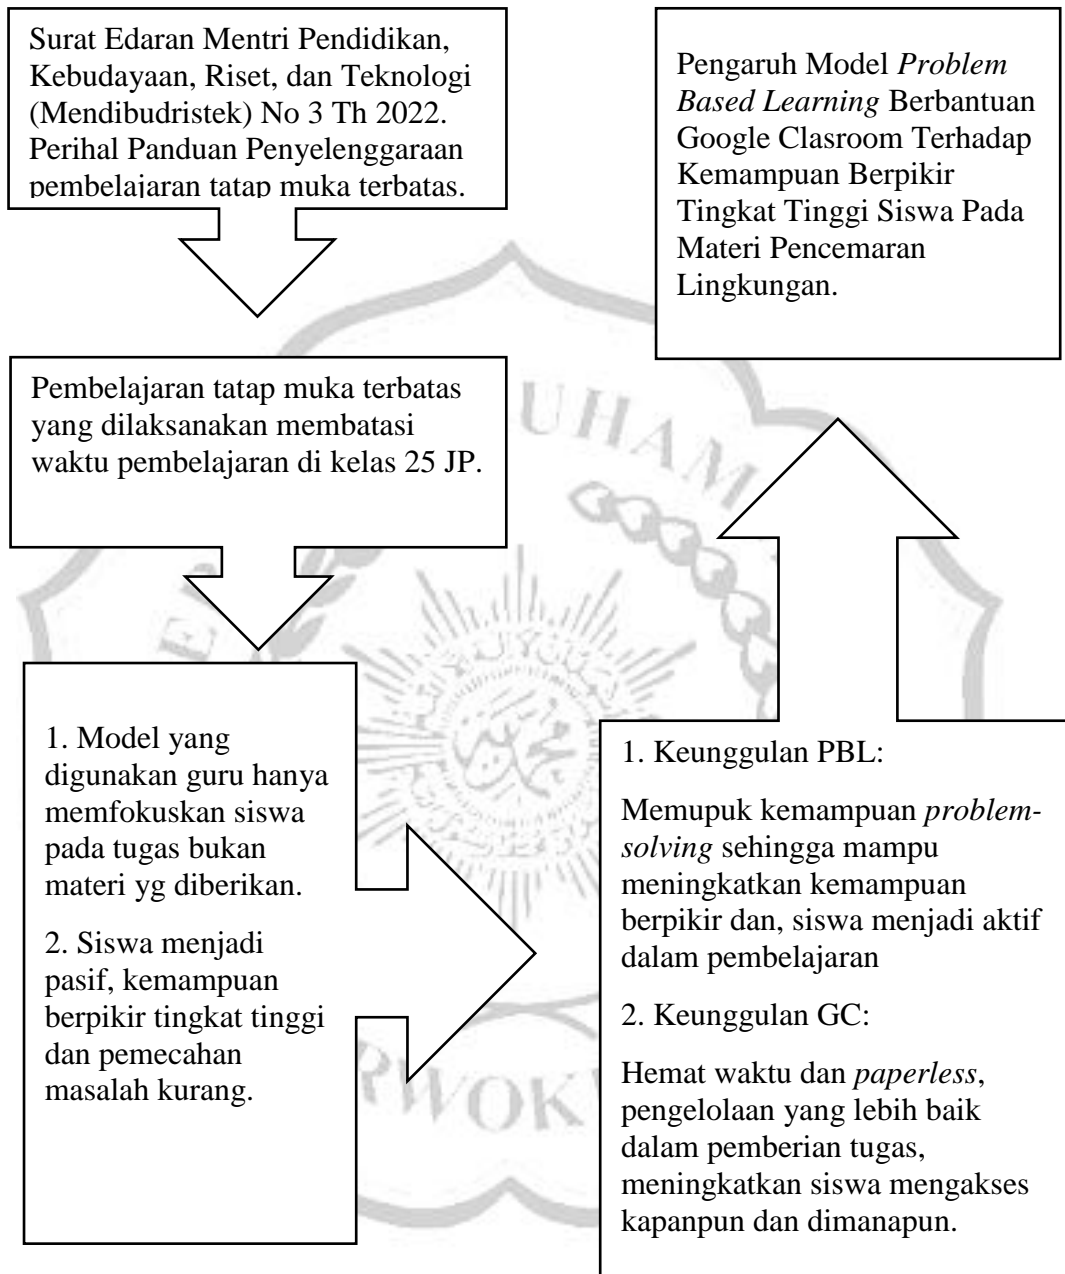 Surat Edaran Mentri Pendidikan,
Kebudayaan, Riset, dan Teknologi
(Mendibudristek) No 3 Th 2022.
Perihal Panduan Penyelenggaraan
pembelajaran tatap muka terbatas.
Pembelajaran tatap muka terbatas
yang dilaksanakan membatasi
waktu pembelajaran di kelas 25 JP.
1. Model yang
digunakan guru hanya
memfokuskan siswa
pada tugas bukan
materi yg diberikan.
2. Siswa menjadi
pasif, kemampuan
berpikir tingkat tinggi
dan pemecahan
masalah kurang.
1. Keunggulan PBL:
Memupuk kemampuan problem-
solving sehingga mampu
meningkatkan kemampuan
berpikir dan, siswa menjadi aktif
dalam pembelajaran
2. Keunggulan GC:
Hemat waktu dan paperless,
pengelolaan yang lebih baik
dalam pemberian tugas,
meningkatkan siswa mengakses
kapanpun dan dimanapun.
Pengaruh Model Problem
Based Learning Berbantuan
Google Clasroom Terhadap
Kemampuan Berpikir
Tingkat Tinggi Siswa Pada
Materi Pencemaran
Lingkungan.
UHAM
RWOK